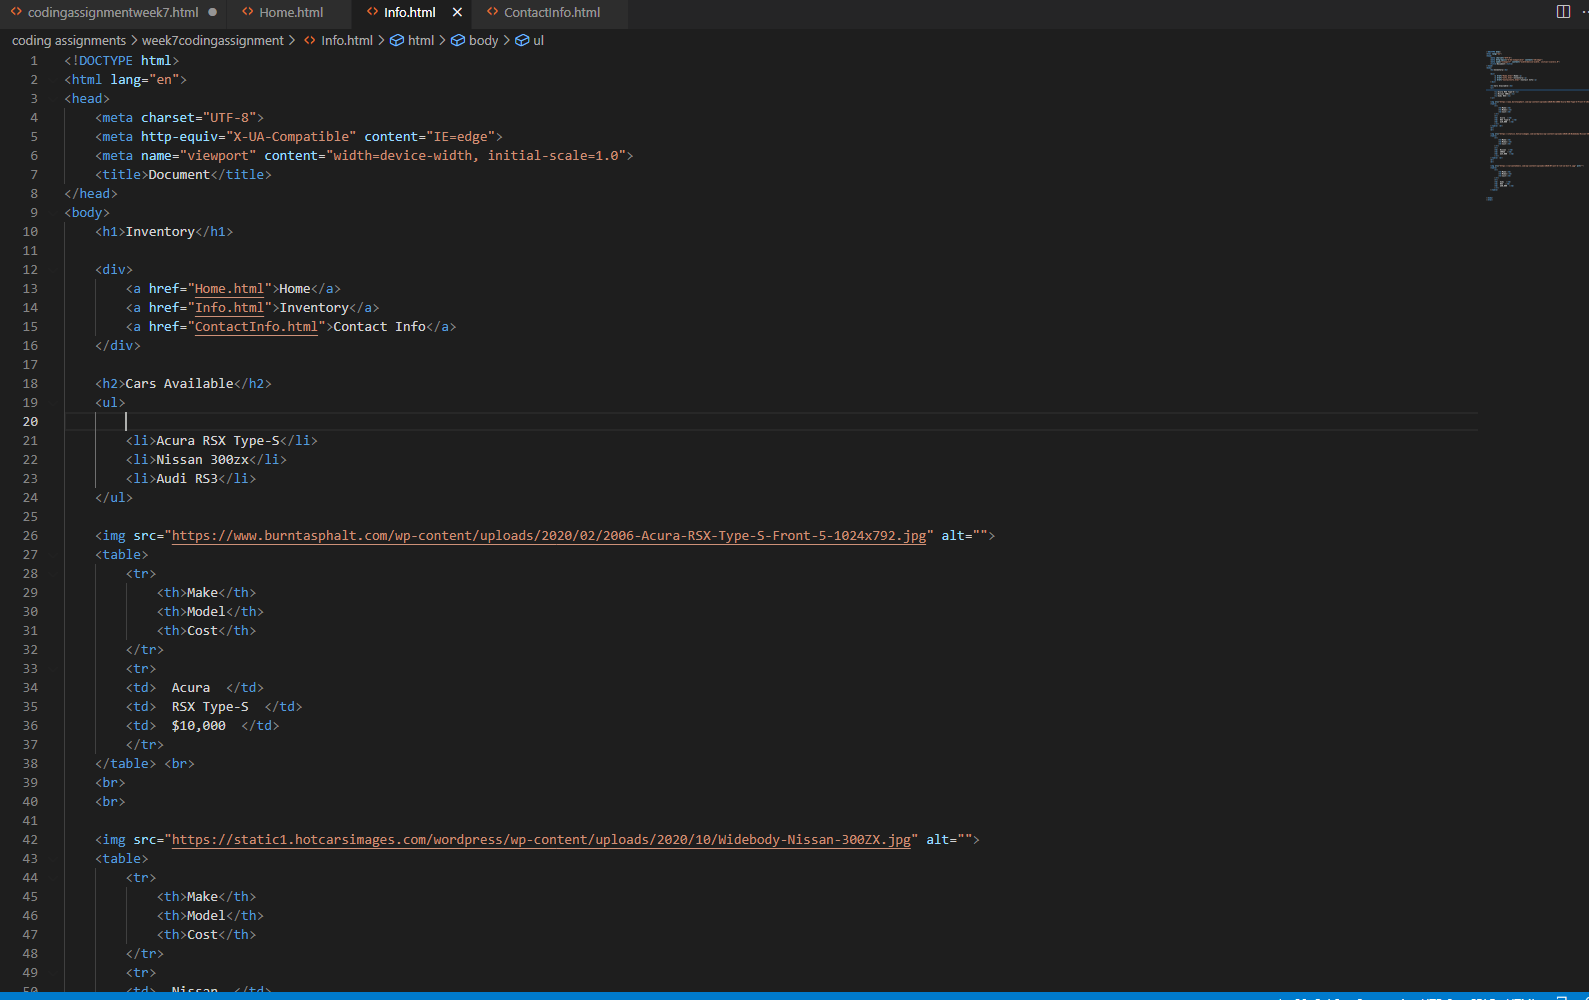 codingassignmentweek7.html Home.html Info.html ContactInfo.html
coding assignments > week7codingassignment > Info.html > html > body > ul
1 <!DOCTYPE html>
2 <html lang="en">
3 <head>
4 <meta charset="UTF-8">
5 <meta http-equiv="X-UA-Compatible" content="IE=edge">
6 <meta name="viewport" content="width=device-width, initial-scale=1.0">
7 <title>Document</title>
8 </head>
9 <body>
10 <h1>Inventory</h1>
11
12 <div>
13 <a href="Home.html">Home</a>
14 <a href="Info.html">Inventory</a>
15 <a href="ContactInfo.html">Contact Info</a>
16 </div>
17
18 <h2>Cars Available</h2>
19 <ul>
20
21 <li>Acura RSX Type-S</li>
22 <li>Nissan 300zx</li>
23 <li>Audi RS3</li>
24 </ul>
25
26 <img src="https://www.burntasphalt.com/wp-content/uploads/2020/02/2006-Acura-RSX-Type-S-Front-5-1024x792.jpg" alt="">
27 <table>
28 <tr>
29 <th>Make</th>
30 <th>Model</th>
31 <th>Cost</th>
32 </tr>
33 <tr>
34 <td> Acura </td>
35 <td> RSX Type-S </td>
36 <td> $10,000 </td>
37 </tr>
38 </table> <br>
39 <br>
40 <br>
41
42 <img src="https://static1.hotcarsimages.com/wordpress/wp-content/uploads/2020/10/Widebody-Nissan-300ZX.jpg" alt="">
43 <table>
44 <tr>
45 <th>Make</th>
46 <th>Model</th>
47 <th>Cost</th>
48 </tr>
49 <tr>
50 <td> Nissan </td>